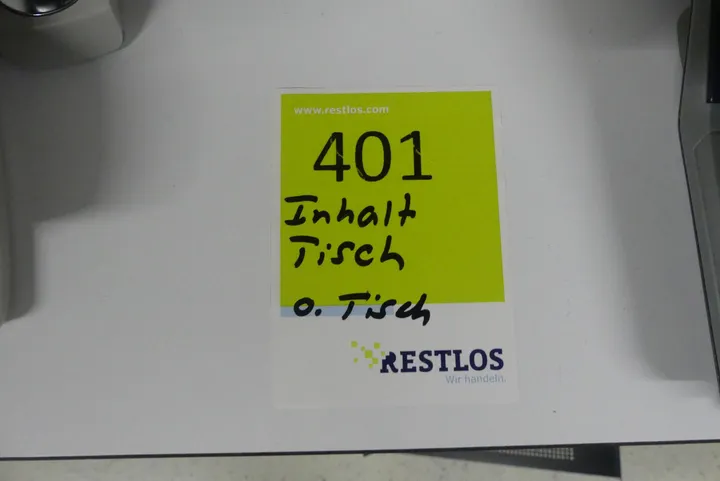 www.restlos.com
401
Inhalt
Tisch
o. Tisch
RESTLOS
Wir handeln.